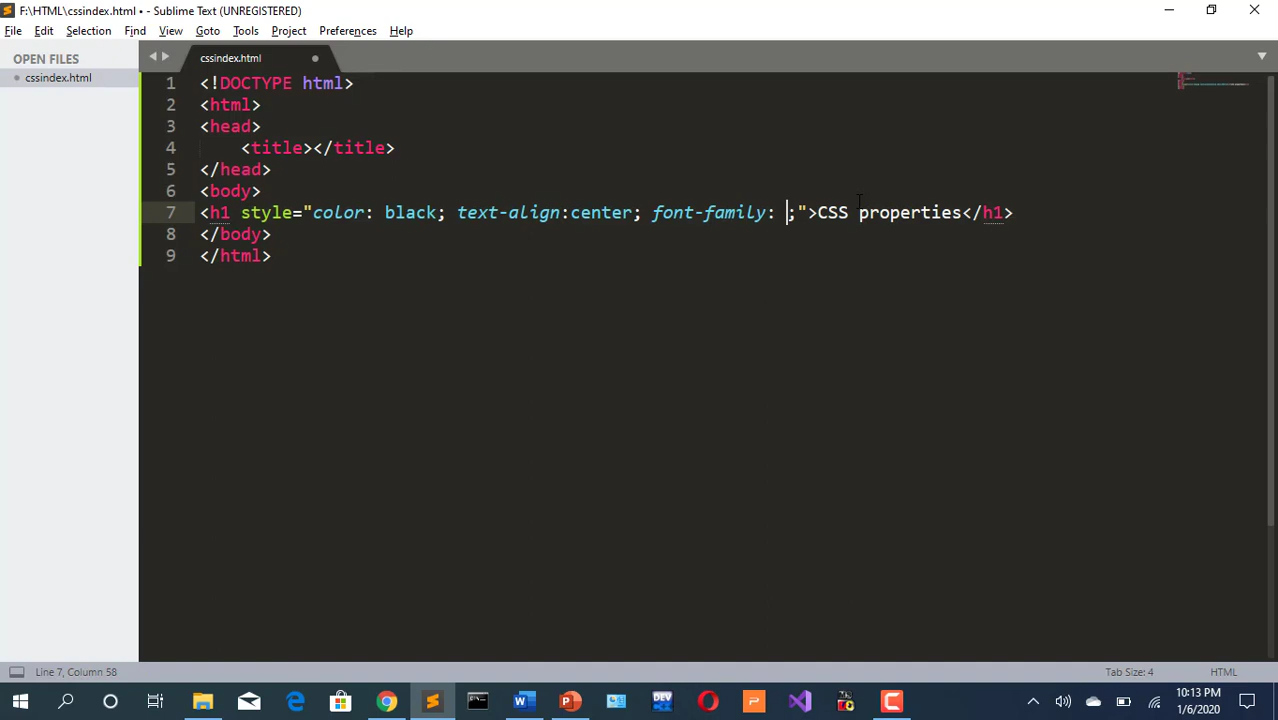 F:\HTML\cssindex.html • - Sublime Text (UNREGISTERED)
File Edit Selection Find View Goto Tools Project Preferences Help
OPEN FILES
cssindex.html
cssindex.html
1 <!DOCTYPE html>
2 <html>
3 <head>
4 <title></title>
5 </head>
6 <body>
7 <h1 style="color: black; text-align:center; font-family: ;">CSS properties</h1>
8 </body>
9 </html>
Line 7, Column 58
Tab Size: 4
HTML
DEV
10:13 PM
1/6/2020